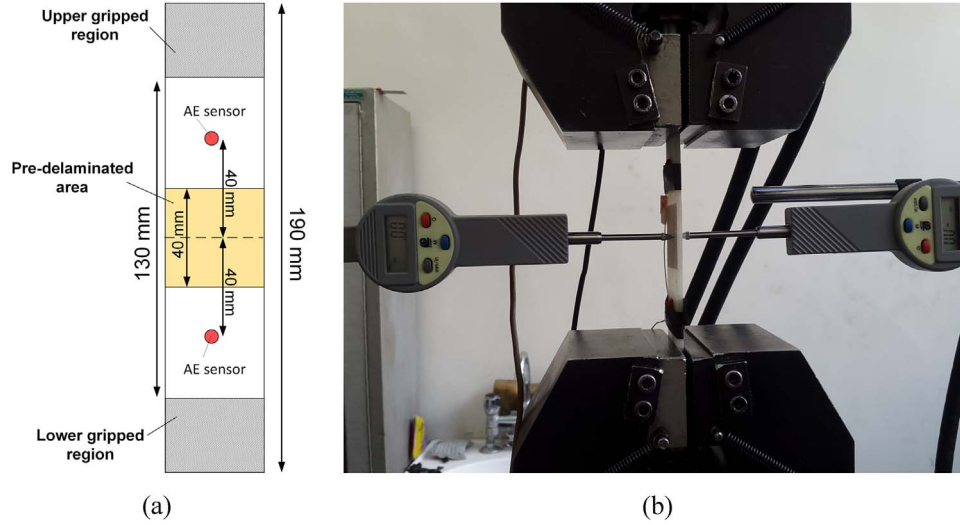 Upper gripped
region
AE sensor
Pre-delaminated
area
40 mm
130 mm
40 mm
190 mm
40 mm
AE sensor
Lower gripped
region
(a)
(b)